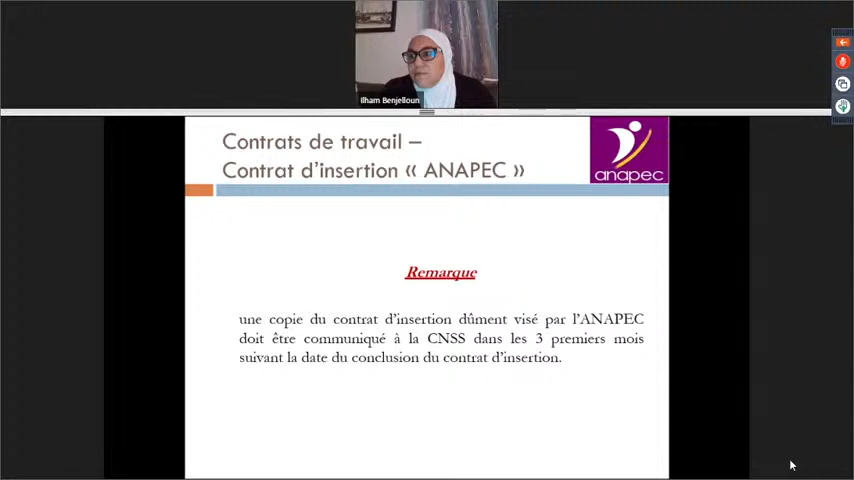 Ilham Benjelloun
Contrats de travail –
Contrat d’insertion « ANAPEC »
anapec
Remarque
une copie du contrat d’insertion dûment visé par l’ANAPEC
doit être communiqué à la CNSS dans les 3 premiers mois
suivant la date du conclusion du contrat d’insertion.